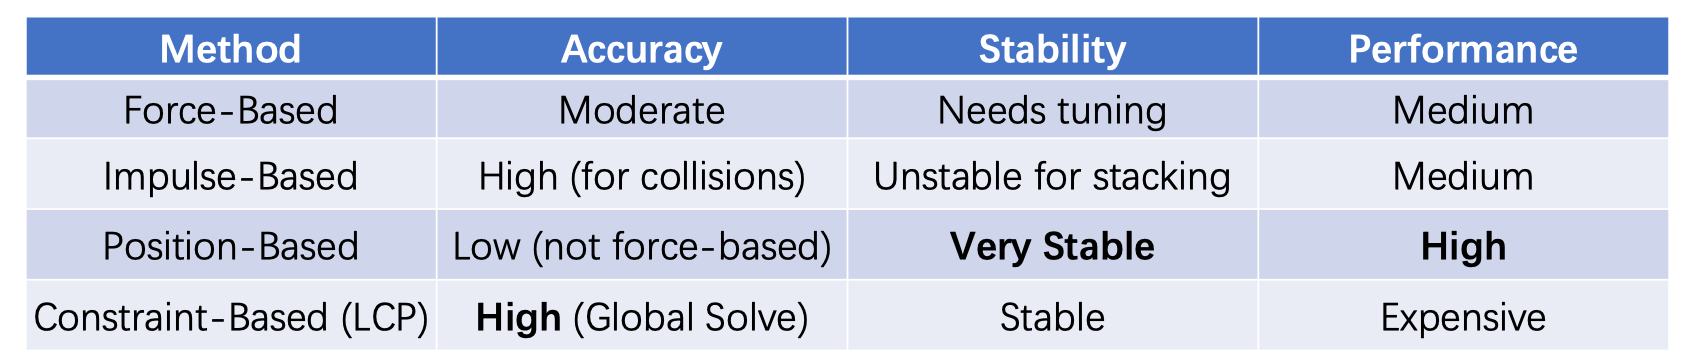 Method Accuracy Stability Performance
Force-Based Moderate Needs tuning Medium
Impulse-Based High (for collisions) Unstable for stacking Medium
Position-Based Low (not force-based) Very Stable High
Constraint-Based (LCP) High (Global Solve) Stable Expensive